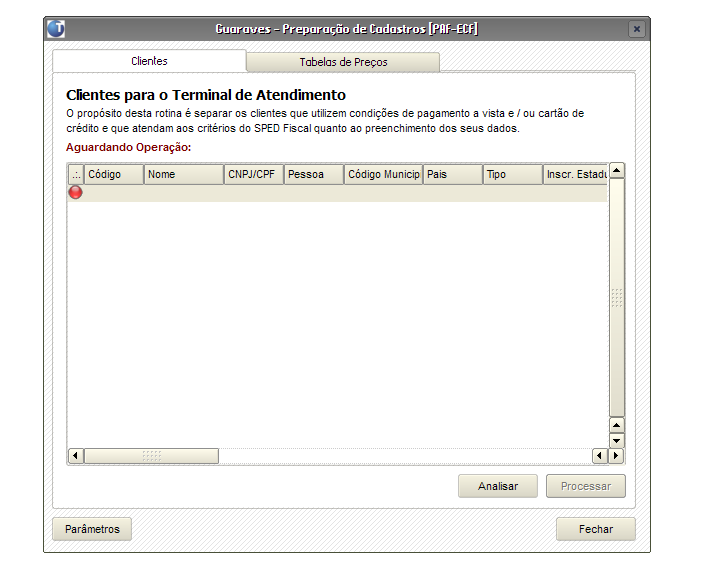 Guaraves - Preparação de Cadastros [PAF-ECF]
Clientes
Tabelas de Preços
Clientes para o Terminal de Atendimento
O propósito desta rotina é separar os clientes que utilizem condições de pagamento a vista e / ou cartão de
crédito e que atendam aos critérios do SPED Fiscal quanto ao preenchimento dos seus dados.
Aguardando Operação:
.:. Código Nome CNPJ/CPF Pessoa Código Municip Pais Tipo Inscr. Estadu
Analisar Processar
Parâmetros Fechar